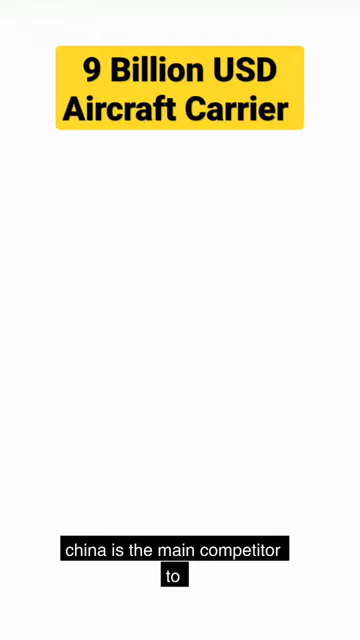 9 Billion USD
Aircraft Carrier
china is the main competitor
to